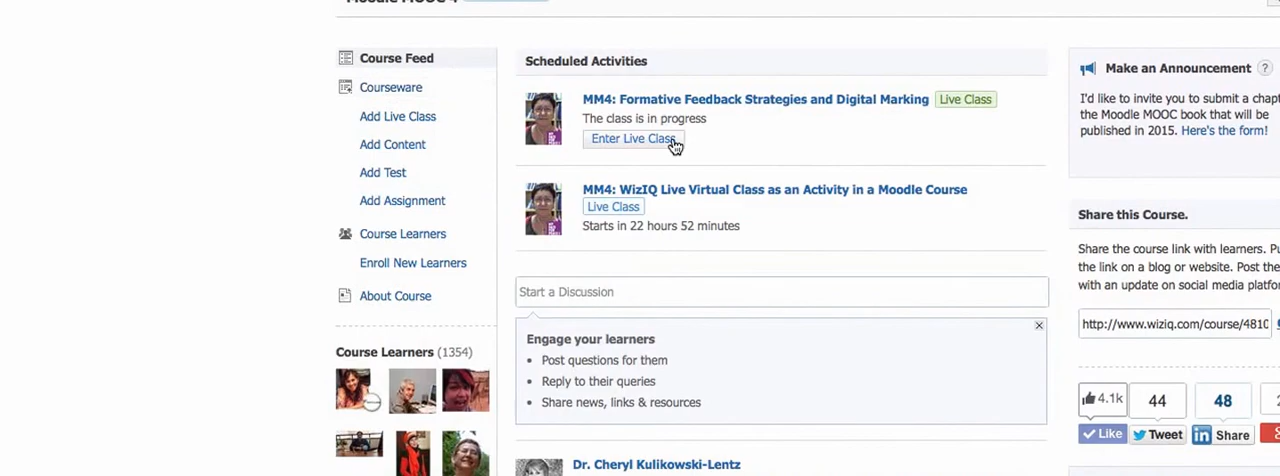 Moodle MOOC 4
Course Feed
Courseware
Add Live Class
Add Content
Add Test
Add Assignment
Course Learners
Enroll New Learners
About Course
Course Learners (1354)
Scheduled Activities
MM4: Formative Feedback Strategies and Digital Marking Live Class
The class is in progress
Enter Live Class
MM4: WizIQ Live Virtual Class as an Activity in a Moodle Course
Live Class
Starts in 22 hours 52 minutes
Start a Discussion
Engage your learners
• Post questions for them
• Reply to their queries
• Share news, links & resources
Dr. Cheryl Kulikowski-Lentz
Make an Announcement ?
I'd like to invite you to submit a chapt
the Moodle MOOC book that will be
published in 2015. Here's the form!
Share this Course.
Share the course link with learners. Pu
the link on a blog or website. Post the
with an update on social media platfor
http://www.wiziq.com/course/4810
4.1k 44 48
Like Tweet in Share